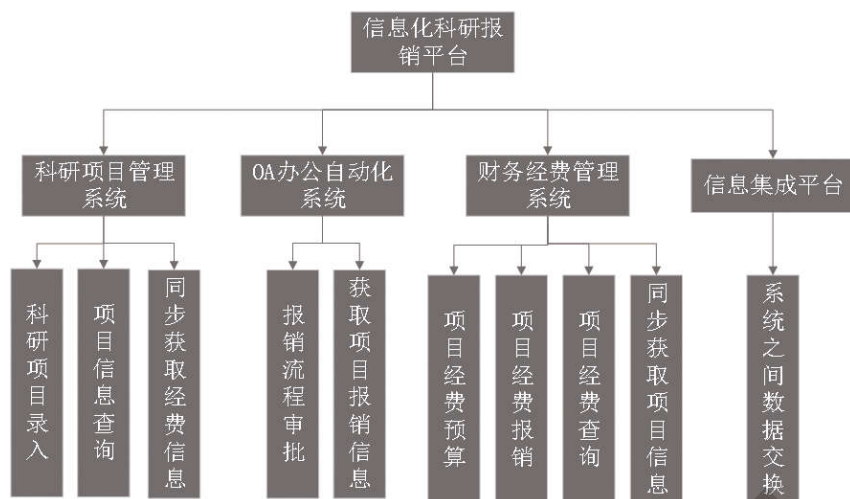 信息化科研报
销平台
科研项目管理
系统
OA办公自动化
系统
财务经费管理
系统
信息集成平台
科研项目录入
项目信息查询
同步获取经费信息
报销流程审批
获取项目报销信息
项目经费预算
项目经费报销
项目经费查询
同步获取项目信息
系统之间数据交换